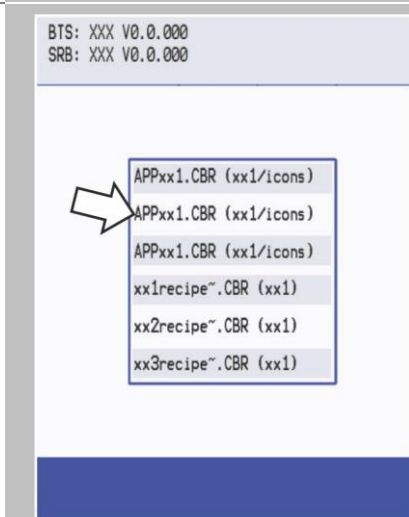 BTS: XXX V0.0.000
SRB: XXX V0.0.000
APPxx1.CBR (xx1/icons)
APPxx1.CBR (xx1/icons)
APPxx1.CBR (xx1/icons)
xx1recipe~.CBR (xx1)
xx2recipe~.CBR (xx1)
xx3recipe~.CBR (xx1)